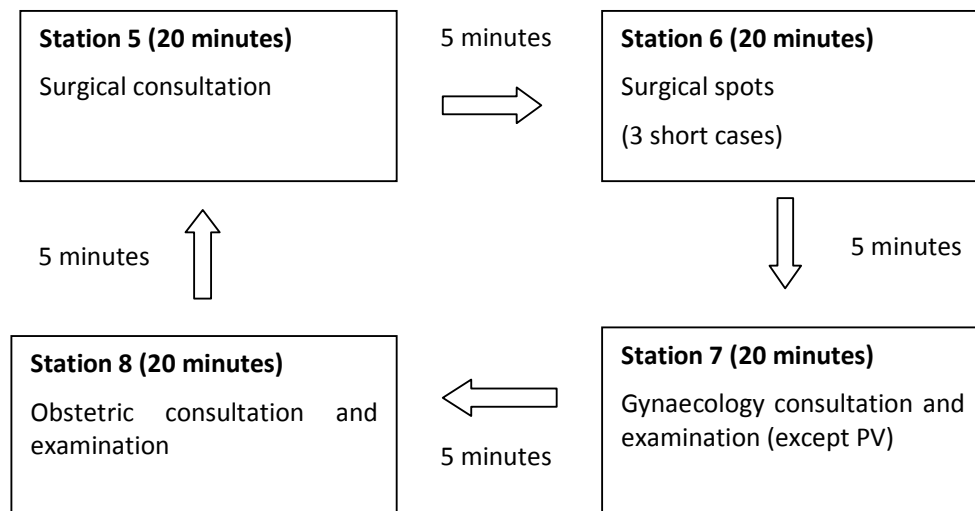 Station 5 (20 minutes)
Surgical consultation
5 minutes
Station 6 (20 minutes)
Surgical spots
(3 short cases)
5 minutes
5 minutes
Station 8 (20 minutes)
Obstetric consultation and
examination
5 minutes
Station 7 (20 minutes)
Gynaecology consultation and
examination (except PV)